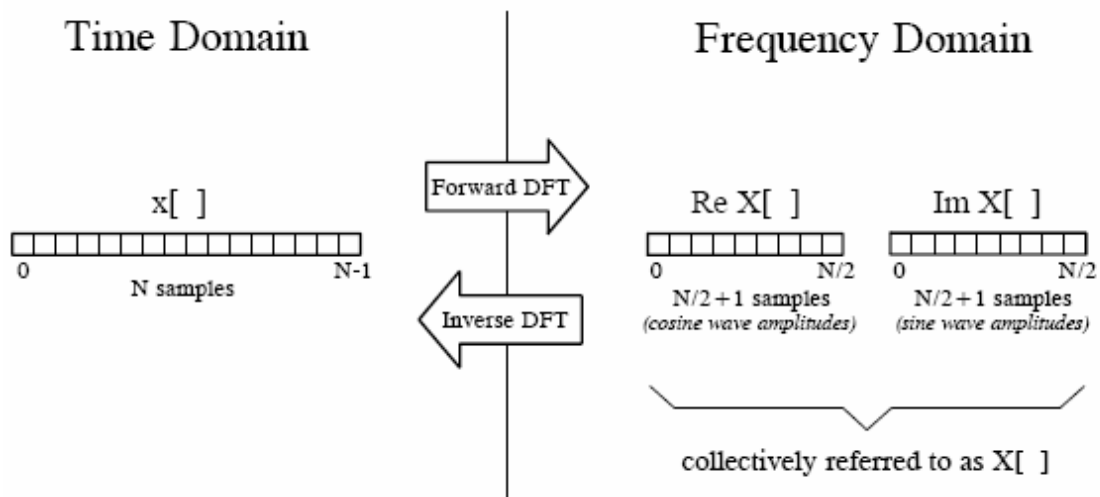 Time Domain
Frequency Domain
Forward DFT
x[ ]
0
N-1
N samples
Inverse DFT
Re X[ ]
0
N/2
N/2+1 samples
(cosine wave amplitudes)
Im X[ ]
0
N/2
N/2+1 samples
(sine wave amplitudes)
collectively referred to as X[ ]